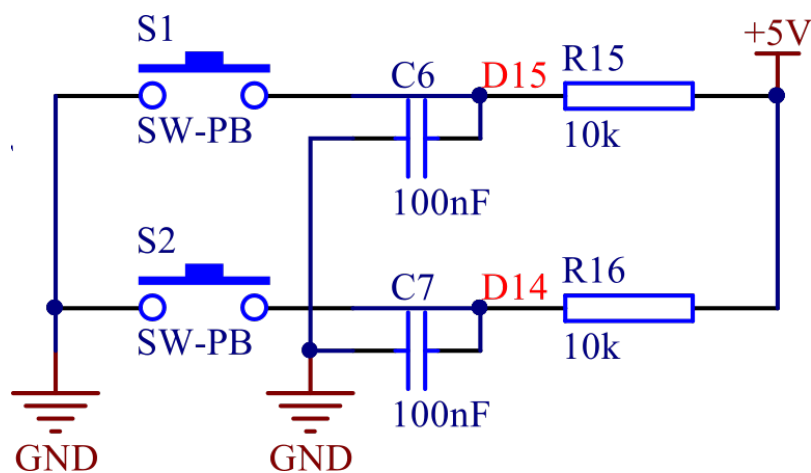 S1
+5V
C6
D15
R15
SW-PB
10k
100nF
S2
C7
D14
R16
SW-PB
10k
100nF
GND
GND